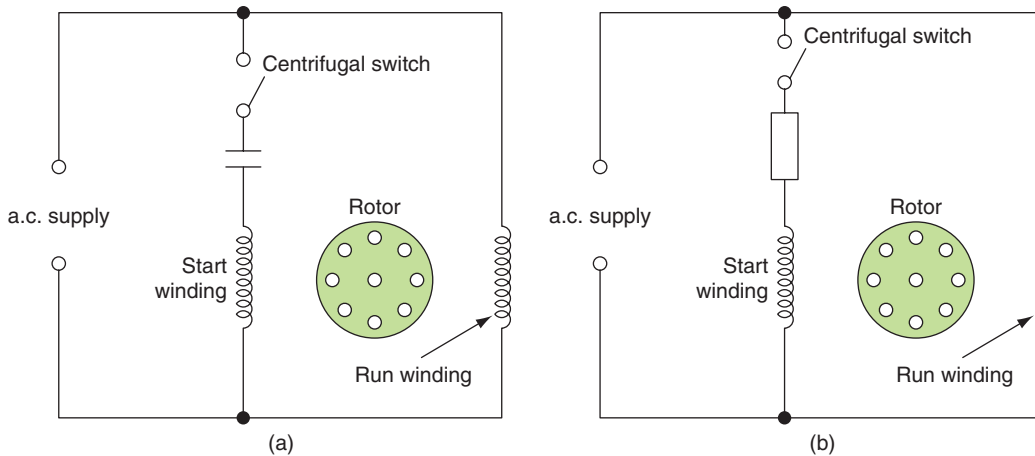 Centrifugal switch
a.c. supply
Start
winding
Rotor
Run winding
(a)
Centrifugal switch
a.c. supply
Start
winding
Rotor
Run winding
(b)